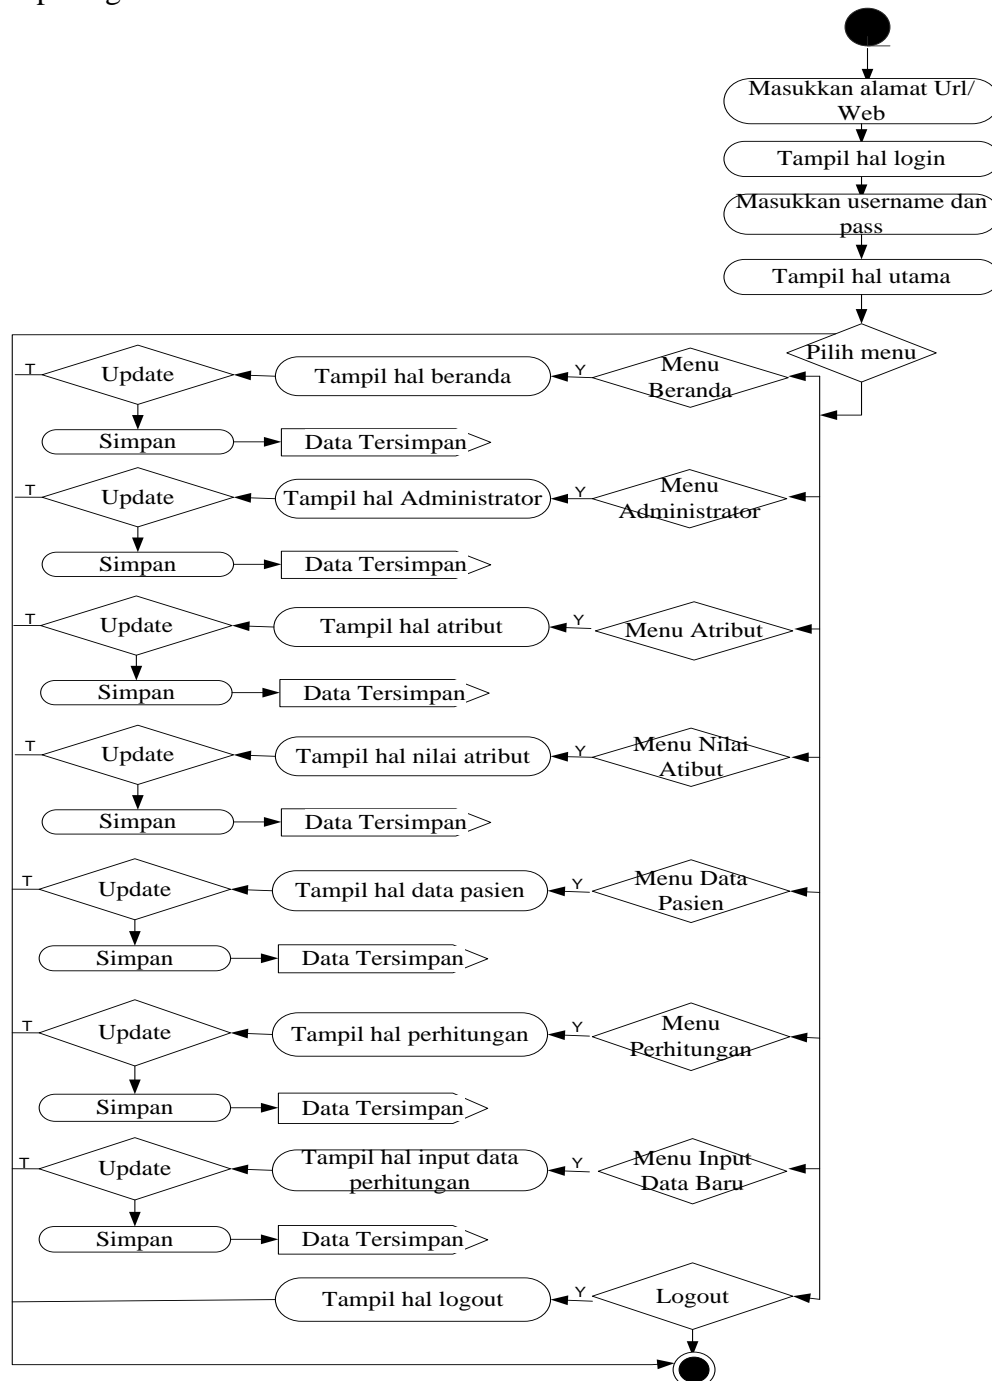 Masukkan alamat Url/
Web
Tampil hal login
Masukkan username dan
pass
Tampil hal utama
Pilih menu
T
Update
Tampil hal beranda
Y
Menu
Beranda
Simpan
Data Tersimpan
T
Update
Tampil hal Administrator
Y
Menu
Administrator
Simpan
Data Tersimpan
T
Update
Tampil hal atribut
Y
Menu Atribut
Simpan
Data Tersimpan
T
Update
Tampil hal nilai atribut
Y
Menu Nilai
Atibut
Simpan
Data Tersimpan
T
Update
Tampil hal data pasien
Y
Menu Data
Pasien
Simpan
Data Tersimpan
T
Update
Tampil hal perhitungan
Y
Menu
Perhitungan
Simpan
Data Tersimpan
T
Update
Tampil hal input data
perhitungan
Y
Menu Input
Data Baru
Simpan
Data Tersimpan
Tampil hal logout
Y
Logout